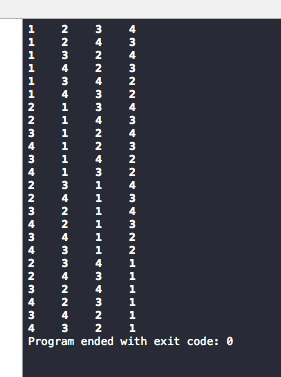 1 2 3 4
1 2 4 3
1 3 2 4
1 4 2 3
1 3 4 2
1 4 3 2
2 1 3 4
2 1 4 3
3 1 2 4
4 1 2 3
3 1 4 2
4 1 3 2
2 3 1 4
2 4 1 3
3 2 1 4
4 2 1 3
3 4 1 2
4 3 1 2
2 3 4 1
2 4 3 1
3 2 4 1
4 2 3 1
3 4 2 1
4 3 2 1
Program ended with exit code: 0